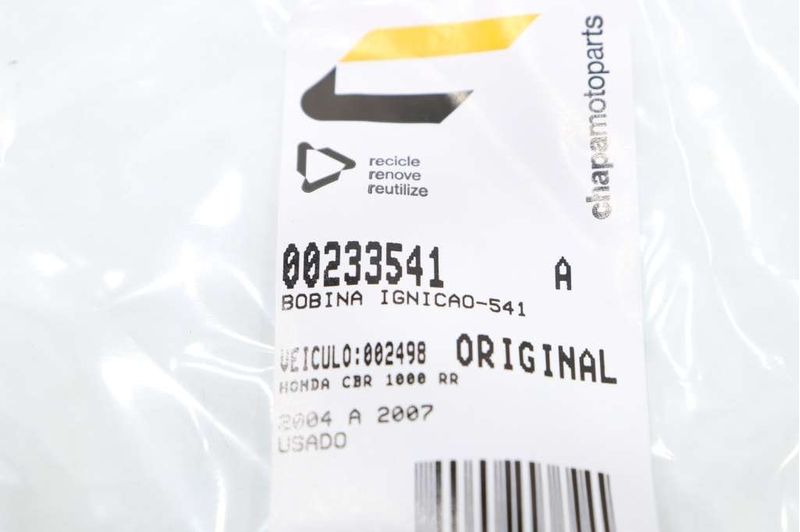 chapamotoparts
recicle
renove
reutilize
00233541 A
BOBINA IGNICAO-541
VEICULO:002498 ORIGINAL
HONDA CBR 1000 RR
2004 A 2007
USADO